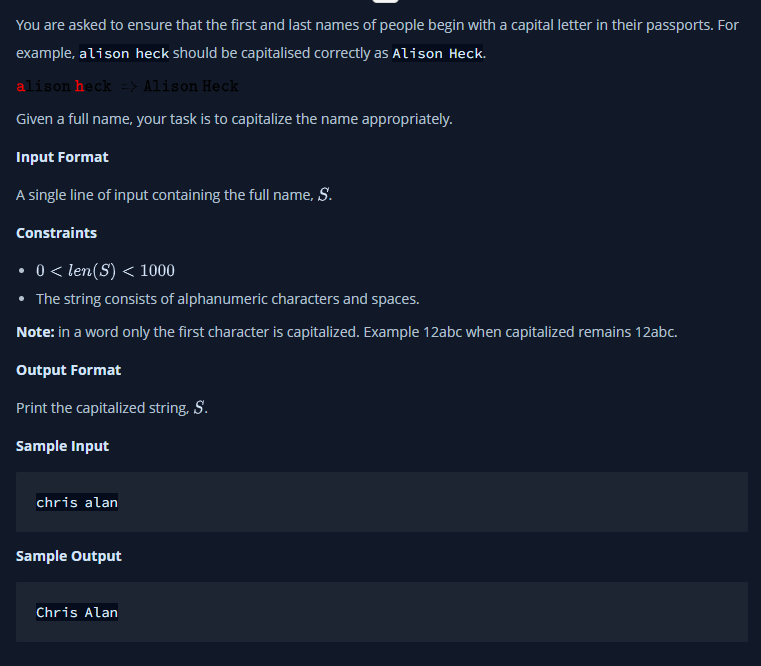 You are asked to ensure that the first and last names of people begin with a capital letter in their passports. For
example, alison heck should be capitalised correctly as Alison Heck.
alison heck => Alison Heck
Given a full name, your task is to capitalize the name appropriately.
Input Format
A single line of input containing the full name, S.
Constraints
• 0 < len(S) < 1000
• The string consists of alphanumeric characters and spaces.
Note: in a word only the first character is capitalized. Example 12abc when capitalized remains 12abc.
Output Format
Print the capitalized string, S.
Sample Input
chris alan
Sample Output
Chris Alan